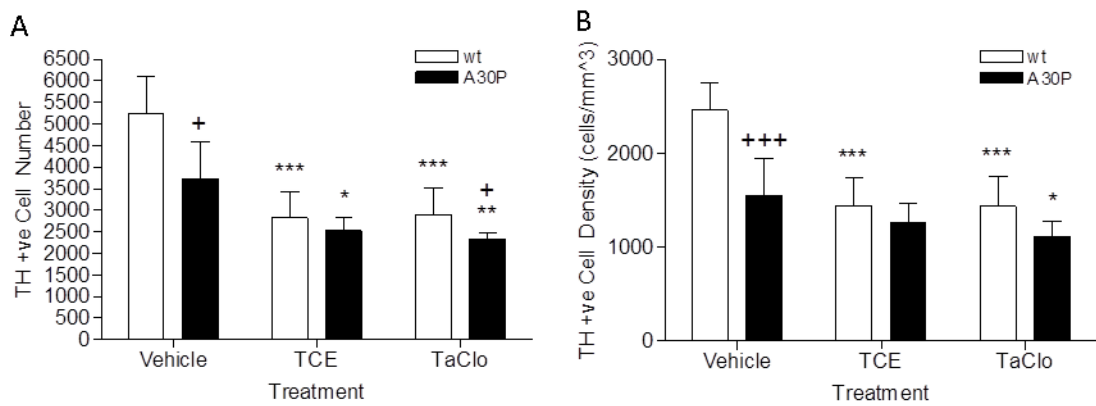 A
wt
A30P
TH +ve Cell Number
6500
6000
5500
5000
4500
4000
3500
3000
2500
2000
1500
1000
500
0
+
***
*
***
+
**
Vehicle
TCE
TaClo
Treatment
B
wt
A30P
TH +ve Cell Density (cells/mm^3)
3000
2000
1000
0
+++
***
***
*
Vehicle
TCE
TaClo
Treatment